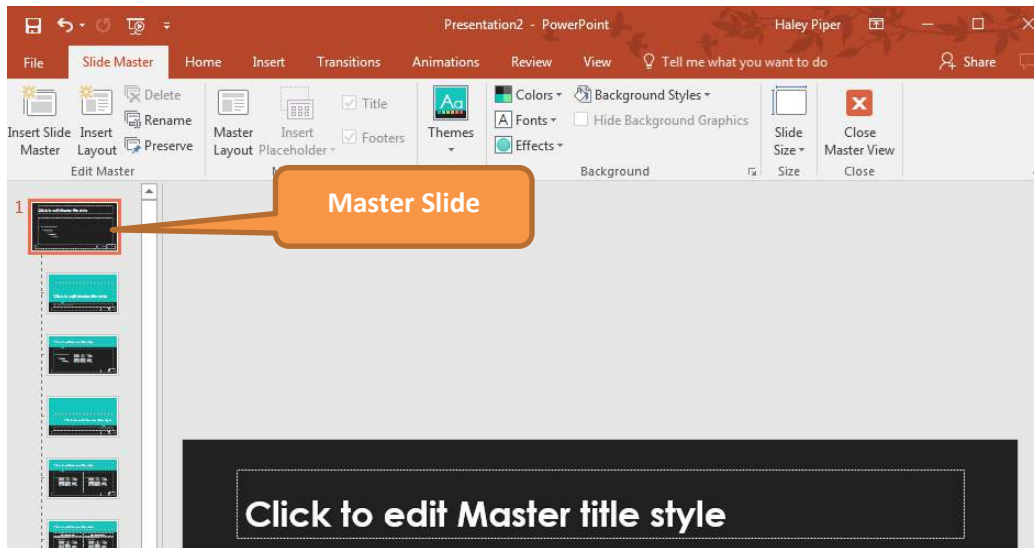 Presentation2 - PowerPoint Haley Piper
File Slide Master Home Insert Transitions Animations Review View Tell me what you want to do Share
Insert Slide Master
Insert Layout
Delete
Rename
Preserve
Edit Master
Master Layout
Insert Placeholder
Title
Footers
Themes
Colors
Fonts
Effects
Background Styles
Hide Background Graphics
Background
Slide Size
Size
Close Master View
Close
Master Slide
1
Click to edit Master title style